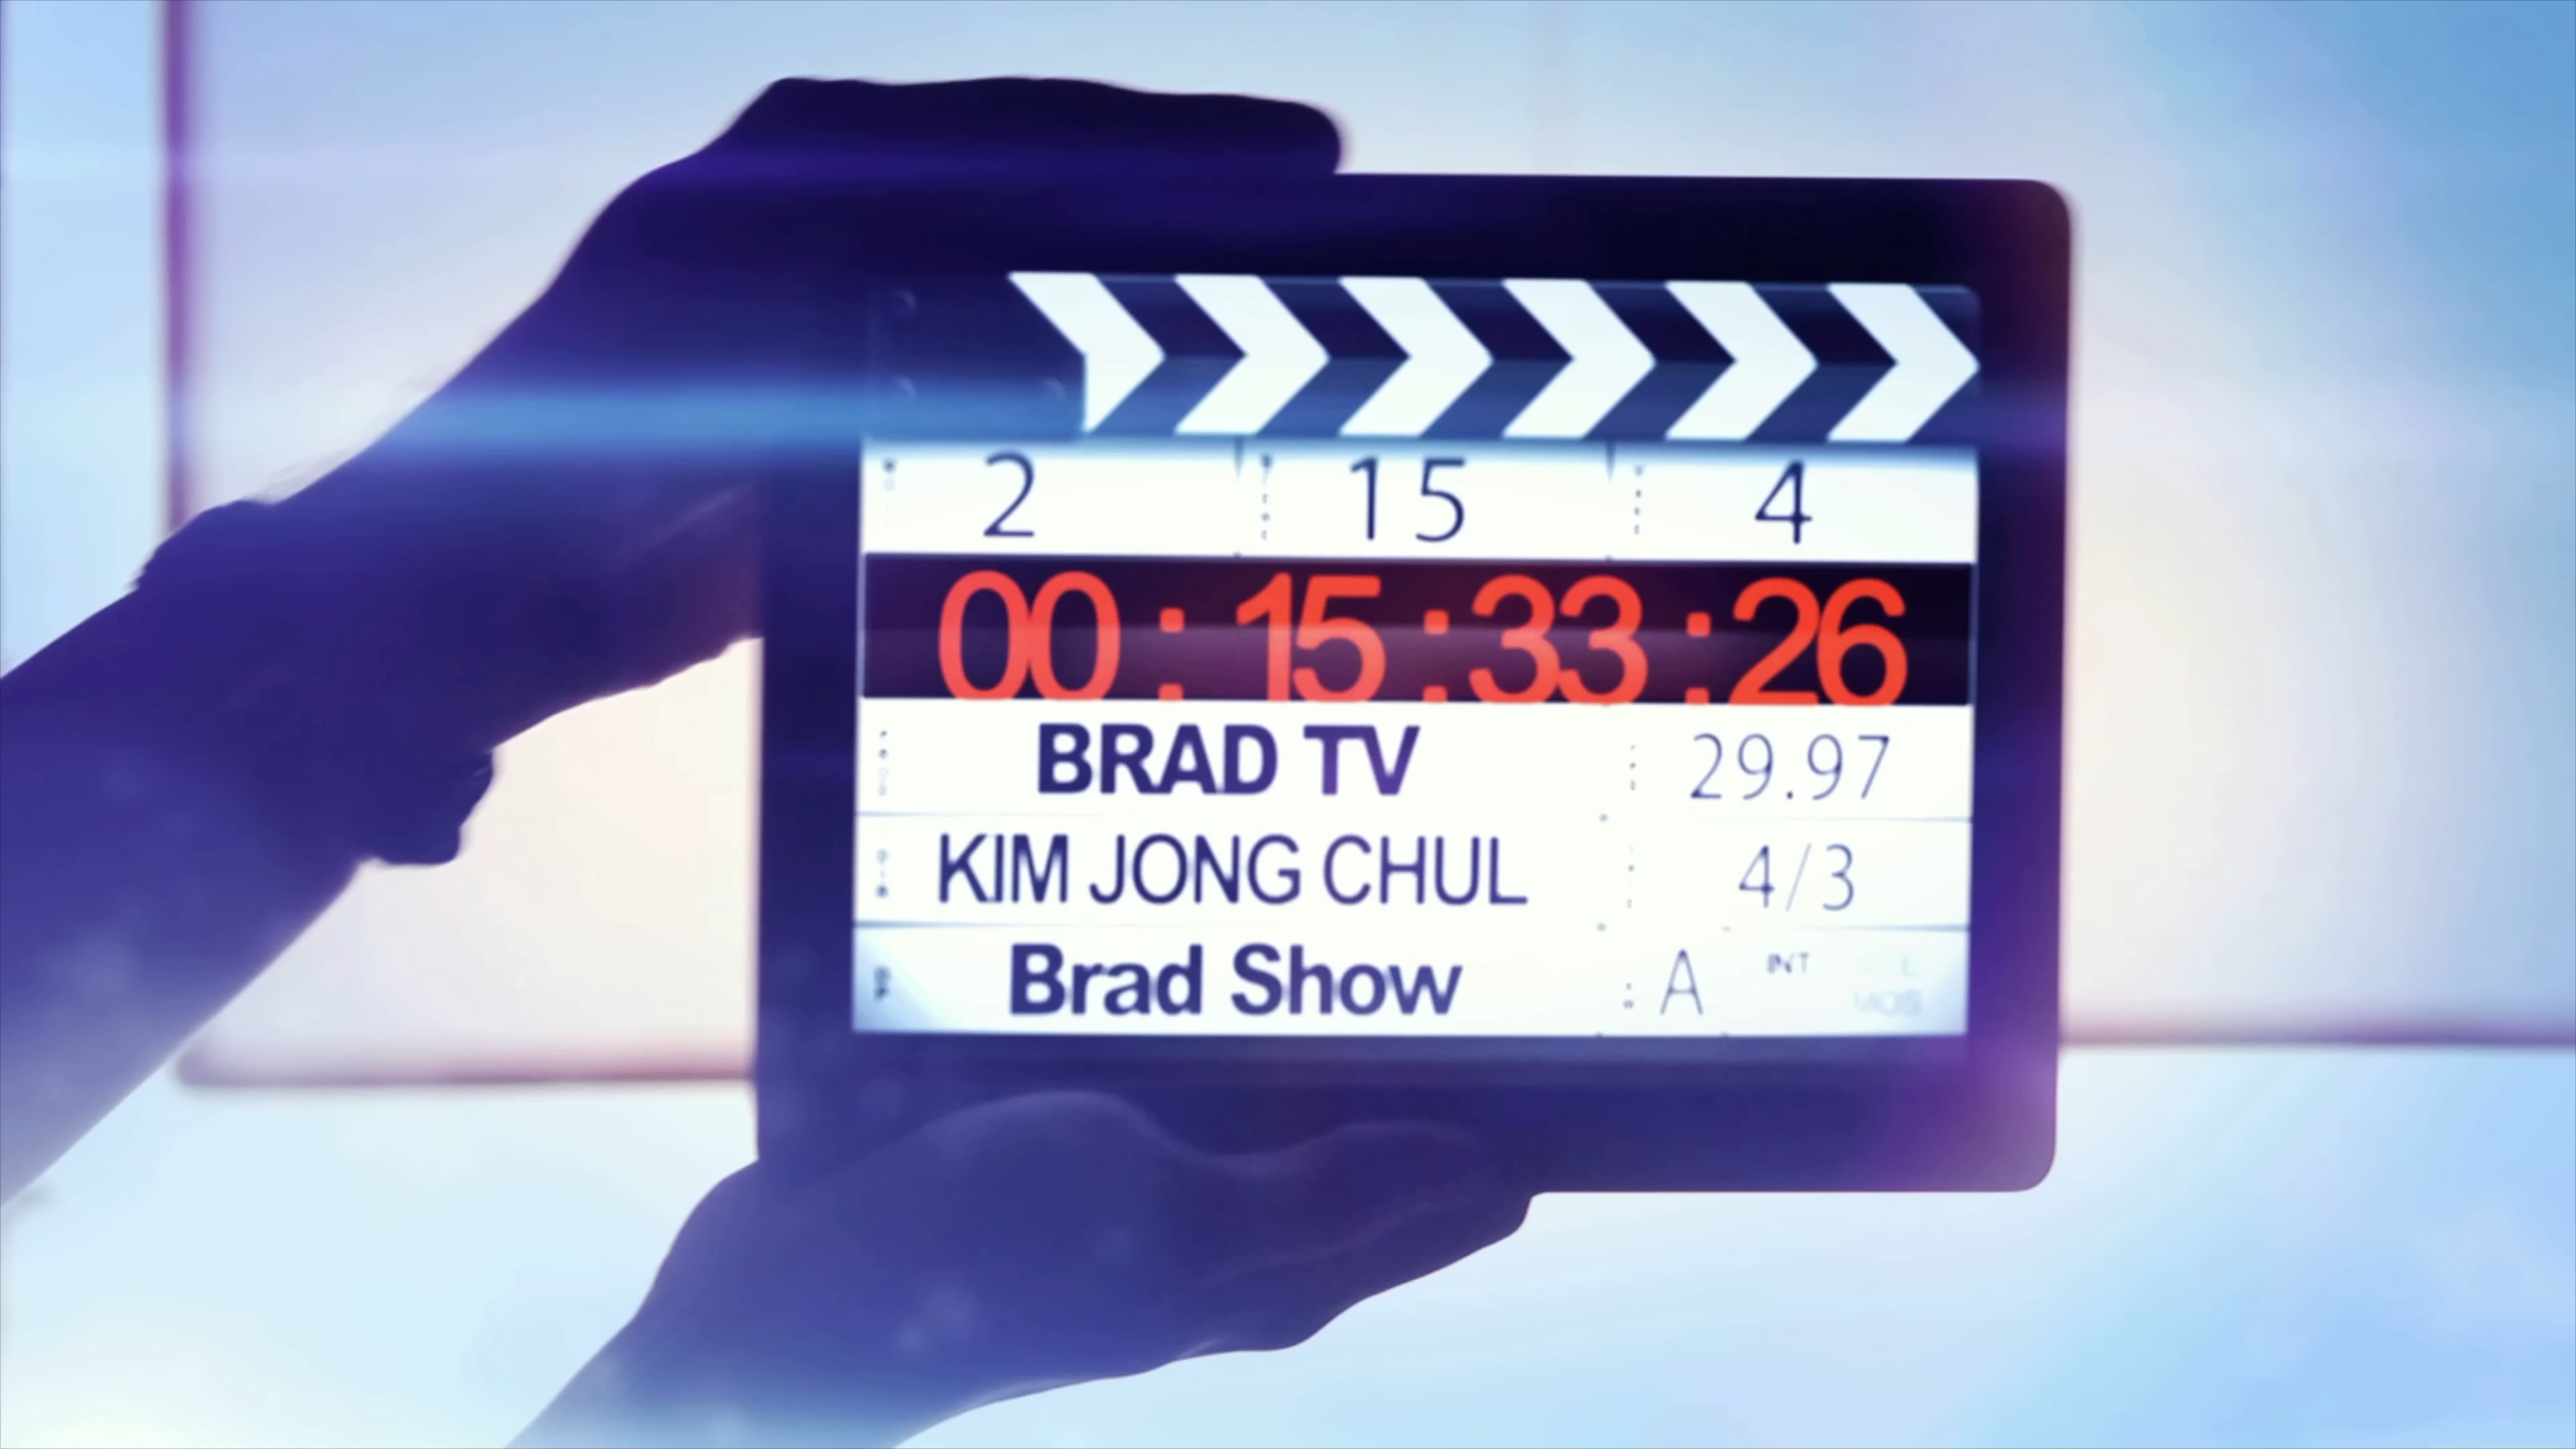 2 15 4
00:15:33:26
BRAD TV 29.97
KIM JONG CHUL 4/3
Brad Show A INT
MOS